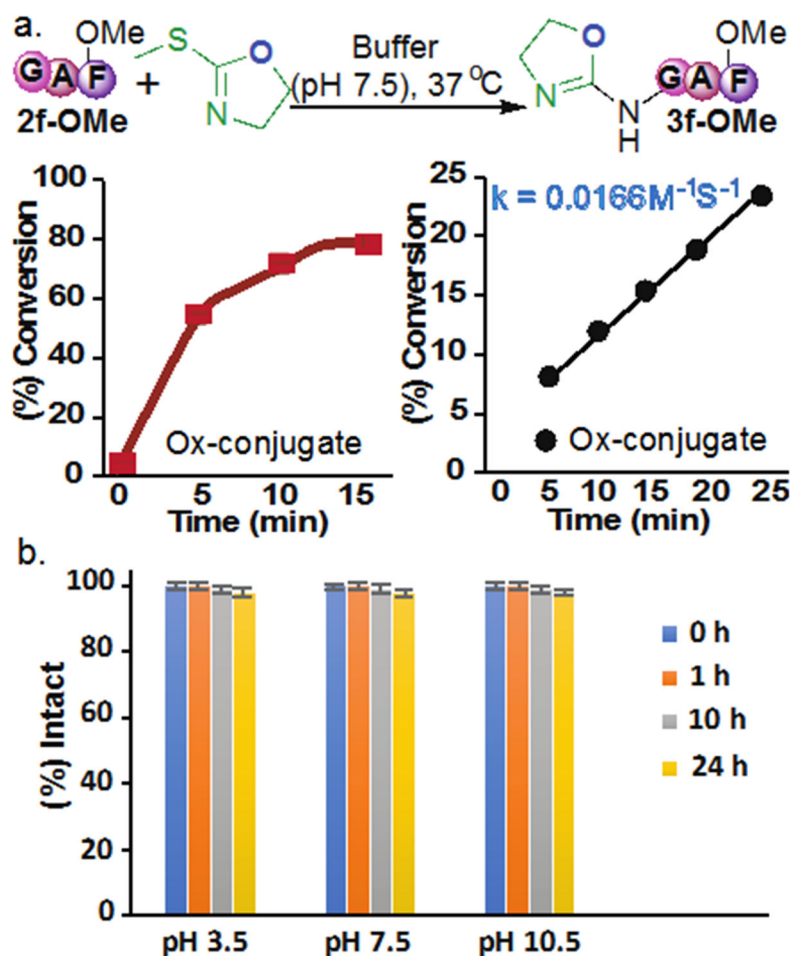 a.
OMe
S
O
G A F
+
N
2f-OMe
Buffer
(pH 7.5), 37 °C
O
N
N
H
OMe
G A F
3f-OMe
(%) Conversion
100
80
60
40
20
0
Ox-conjugate
0 5 10 15
Time (min)
(%) Conversion
25
20
15
10
5
0
k = 0.0166M⁻¹S⁻¹
Ox-conjugate
0 5 10 15 20 25
Time (min)
b.
(%) Intact
100
80
60
40
20
0
pH 3.5 pH 7.5 pH 10.5
0 h
1 h
10 h
24 h